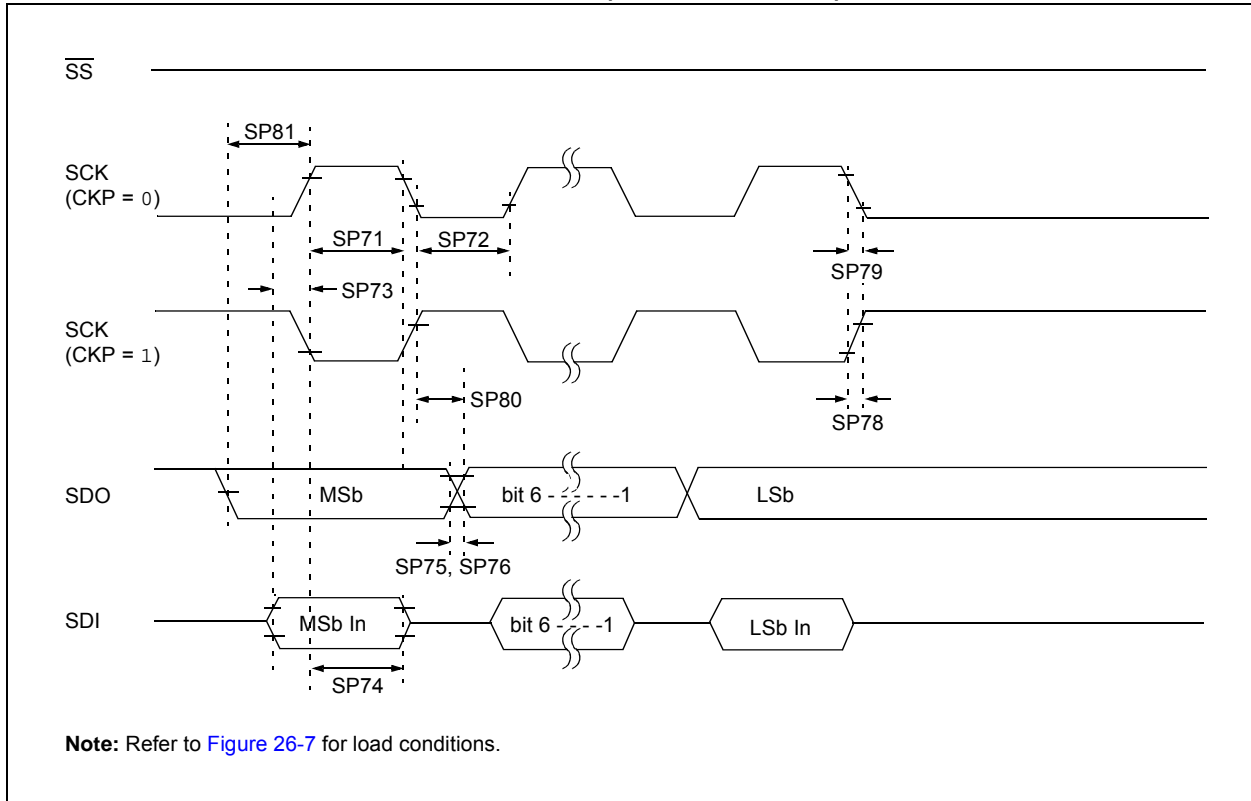 SS
SP81
SCK
(CKP = 0)
SP71
SP72
SP79
SP73
SCK
(CKP = 1)
SP80
SP78
SDO
MSb
bit 6 - - - - - -1
LSb
SP75, SP76
SDI
MSb In
bit 6 - - - -1
LSb In
SP74
Note: Refer to Figure 26-7 for load conditions.